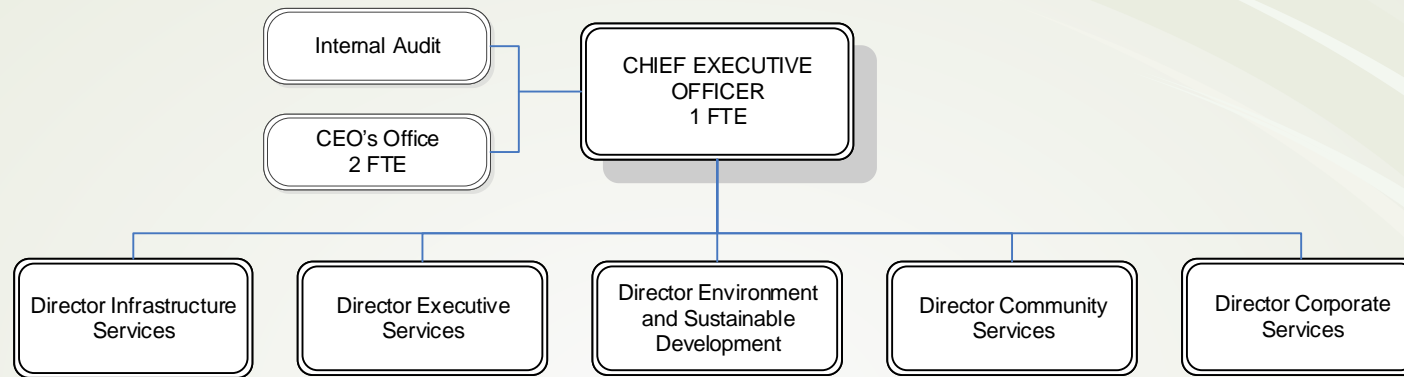 Internal Audit
CHIEF EXECUTIVE
OFFICER
1 FTE
CEO's Office
2 FTE
Director Infrastructure
Services
Director Executive
Services
Director Environment
and Sustainable
Development
Director Community
Services
Director Corporate
Services